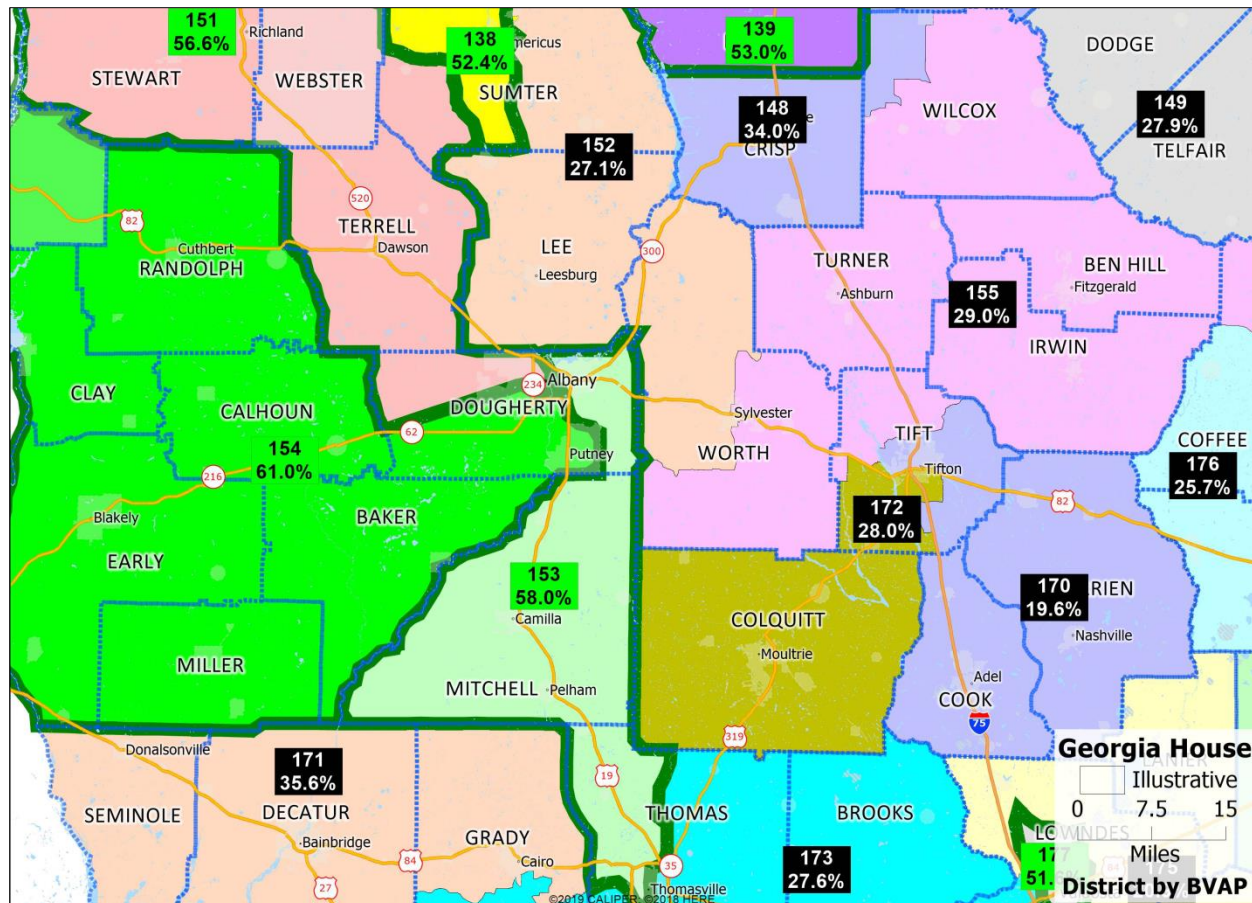 151
56.6%
Richland
138
52.4%
mericus
139
53.0%
DODGE
STEWART
WEBSTER
SUMTER
148
34.0%
CRISP
WILCOX
149
27.9%
TELFAIR
152
27.1%
520
82
TERRELL
Dawson
Cuthbert
RANDOLPH
LEE
Leesburg
300
TURNER
Ashburn
BEN HILL
Fitzgerald
155
29.0%
IRWIN
CLAY
CALHOUN
234
Albany
DOUGHERTY
62
Putney
Sylvester
WORTH
TIFT
Tifton
COFFEE
176
25.7%
154
61.0%
216
Blakely
EARLY
BAKER
172
28.0%
82
153
58.0%
Camilla
COLQUITT
Moultrie
170
19.6%
RIEN
Nashville
MILLER
MITCHELL
Pelham
Adel
COOK
75
319
Donalsonville
171
35.6%
SEMINOLE
DECATUR
Bainbridge
GRADY
Cairo
84
27
19
THOMAS
BROOKS
35
Thomasville
173
27.6%
LOWNDES
177
51.
84
175
LANIER
Georgia House
Illustrative
0 7.5 15
Miles
District by BVAP
©2019 CALIPER; ©2018 HERE